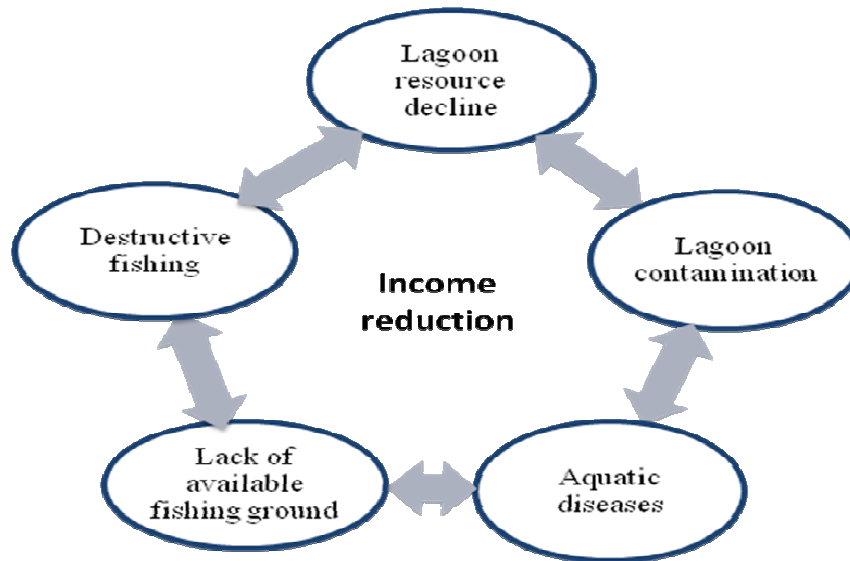 Lagoon
resource
decline
Destructive
fishing
Lagoon
contamination
Income
reduction
Lack of
available
fishing ground
Aquatic
diseases